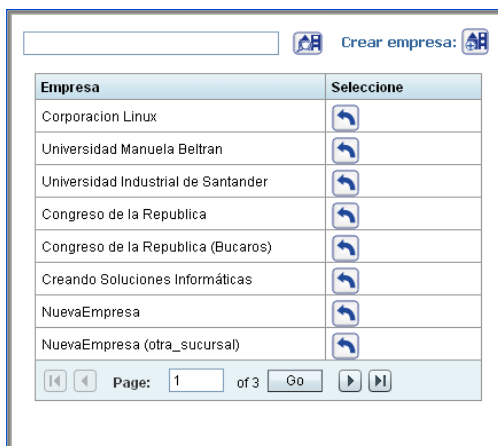 Crear empresa:
Empresa Seleccione
Corporacion Linux
Universidad Manuela Beltran
Universidad Industrial de Santander
Congreso de la Republica
Congreso de la Republica (Bucaros)
Creando Soluciones Informáticas
NuevaEmpresa
NuevaEmpresa (otra_sucursal)
Page: 1 of 3 Go